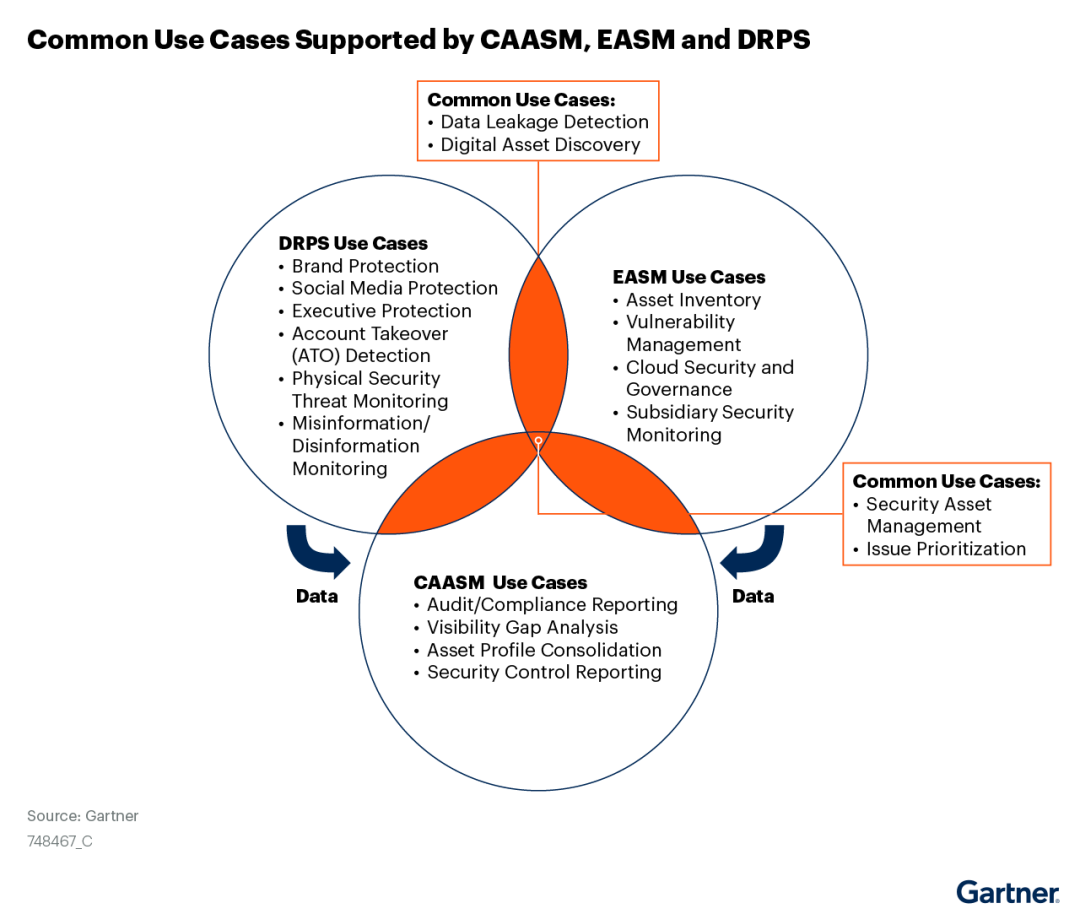 Common Use Cases Supported by CAASM, EASM and DRPS
Common Use Cases:
• Data Leakage Detection
• Digital Asset Discovery
DRPS Use Cases
• Brand Protection
• Social Media Protection
• Executive Protection
• Account Takeover
(ATO) Detection
• Physical Security
Threat Monitoring
• Misinformation/
Disinformation
Monitoring
EASM Use Cases
• Asset Inventory
• Vulnerability
Management
• Cloud Security and
Governance
• Subsidiary Security
Monitoring
Common Use Cases:
• Security Asset
Management
• Issue Prioritization
Data
Data
CAASM Use Cases
• Audit/Compliance Reporting
• Visibility Gap Analysis
• Asset Profile Consolidation
• Security Control Reporting
Source: Gartner
748467_C
Gartner